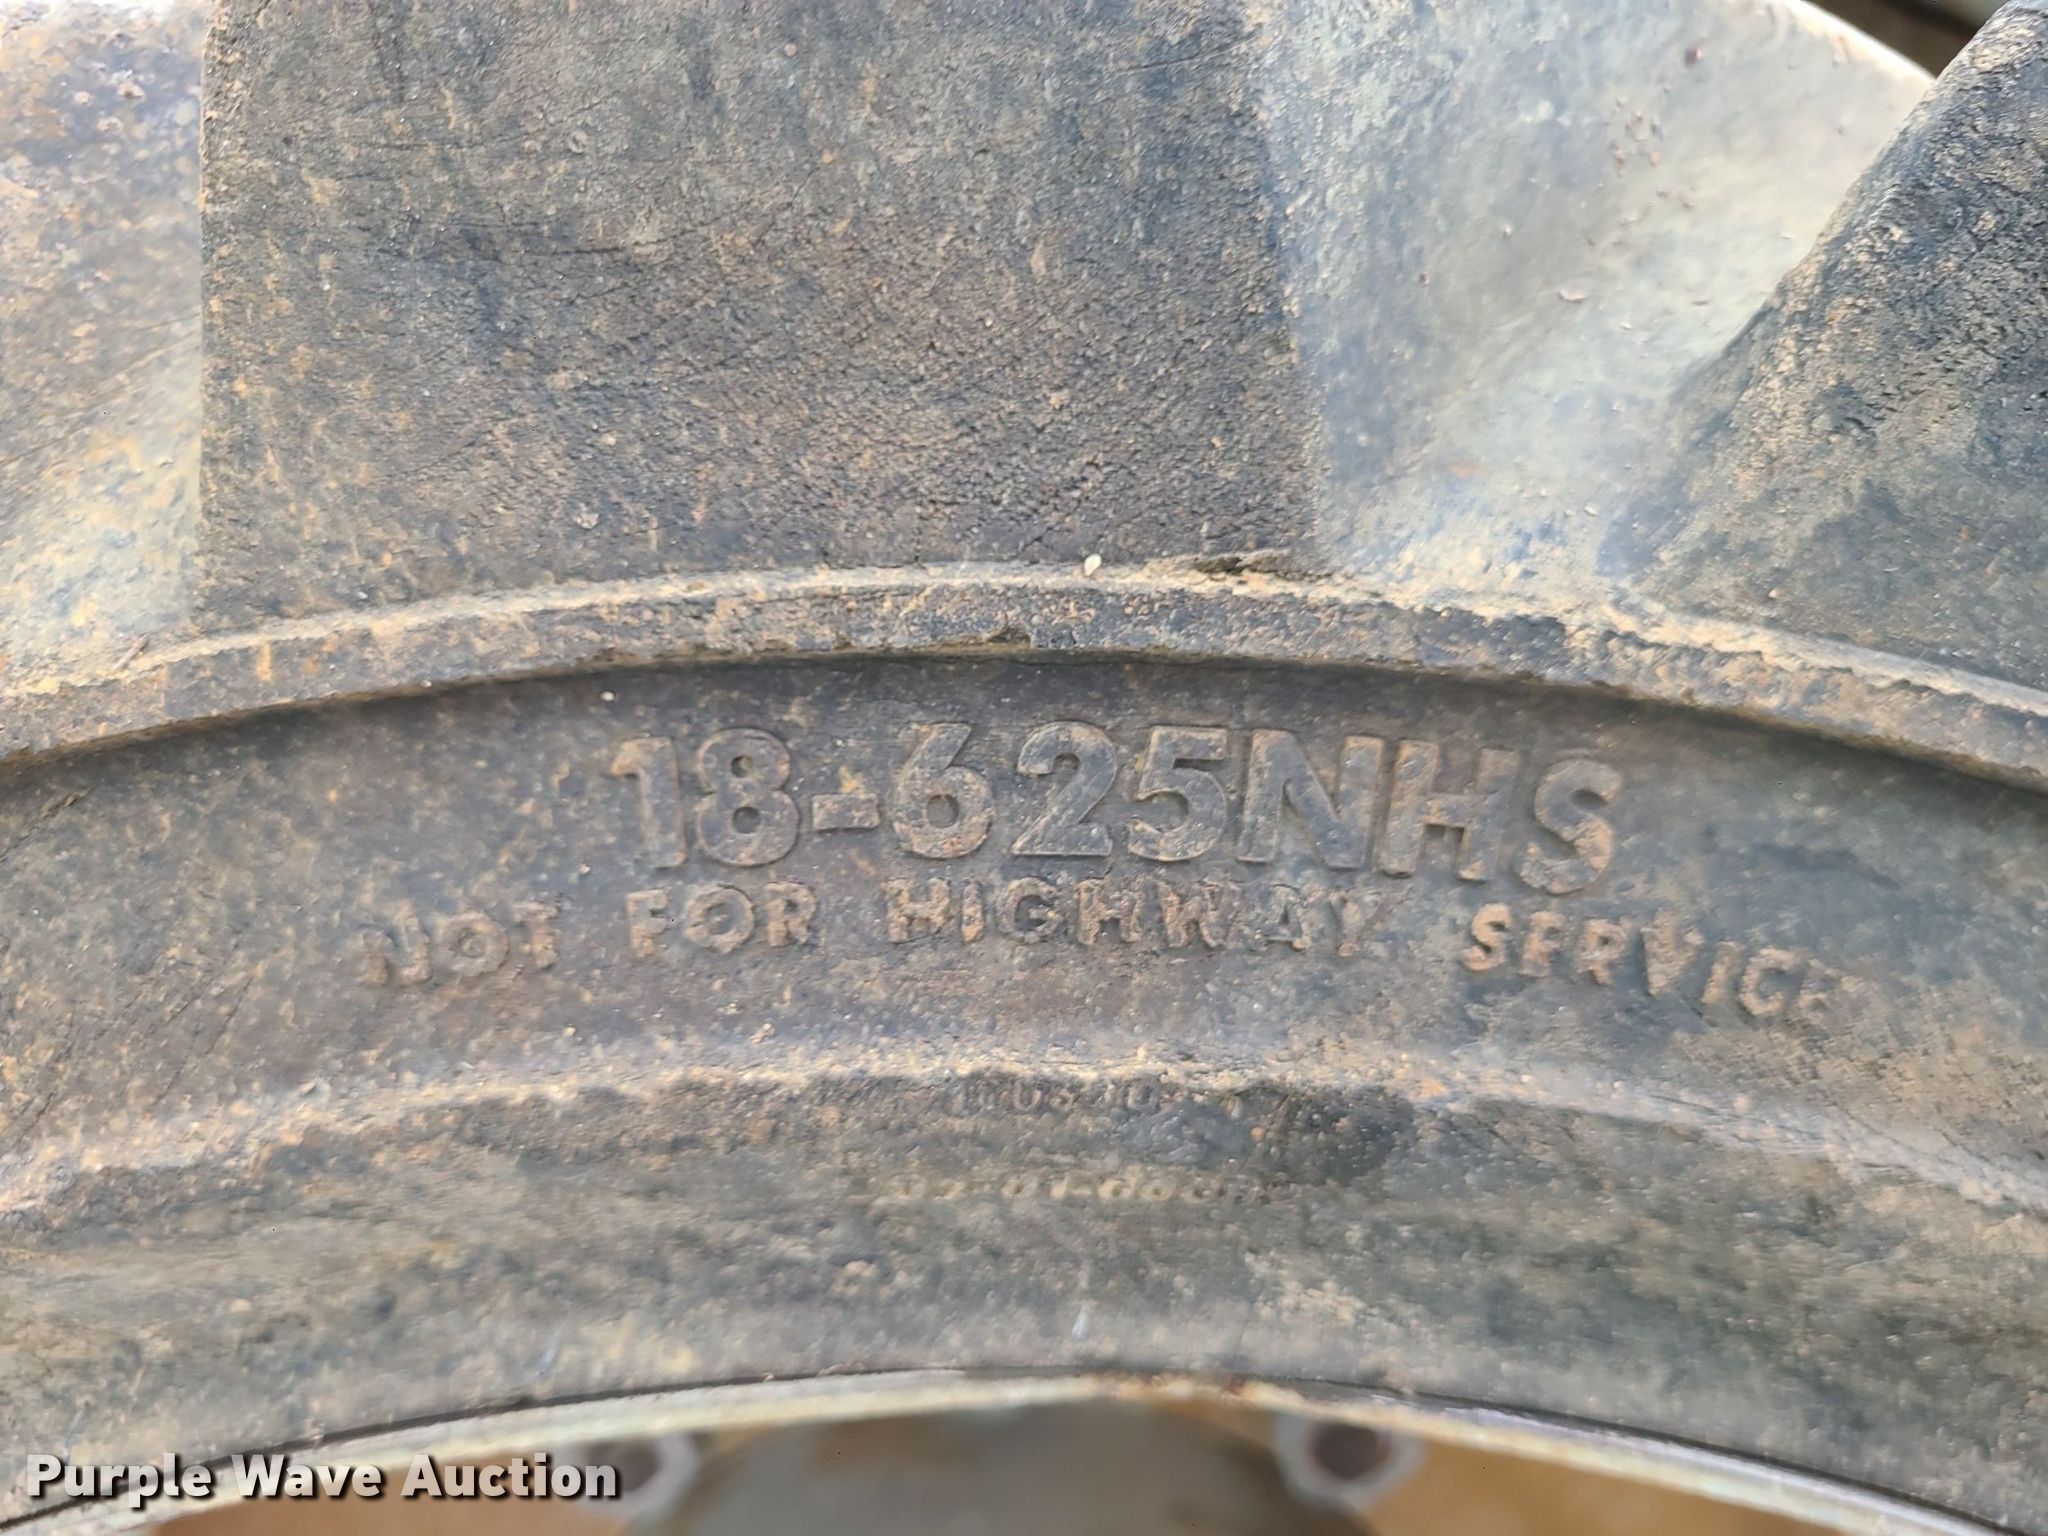 18-625NHS
NOT FOR HIGHWAY SERVICE
Purple Wave Auction